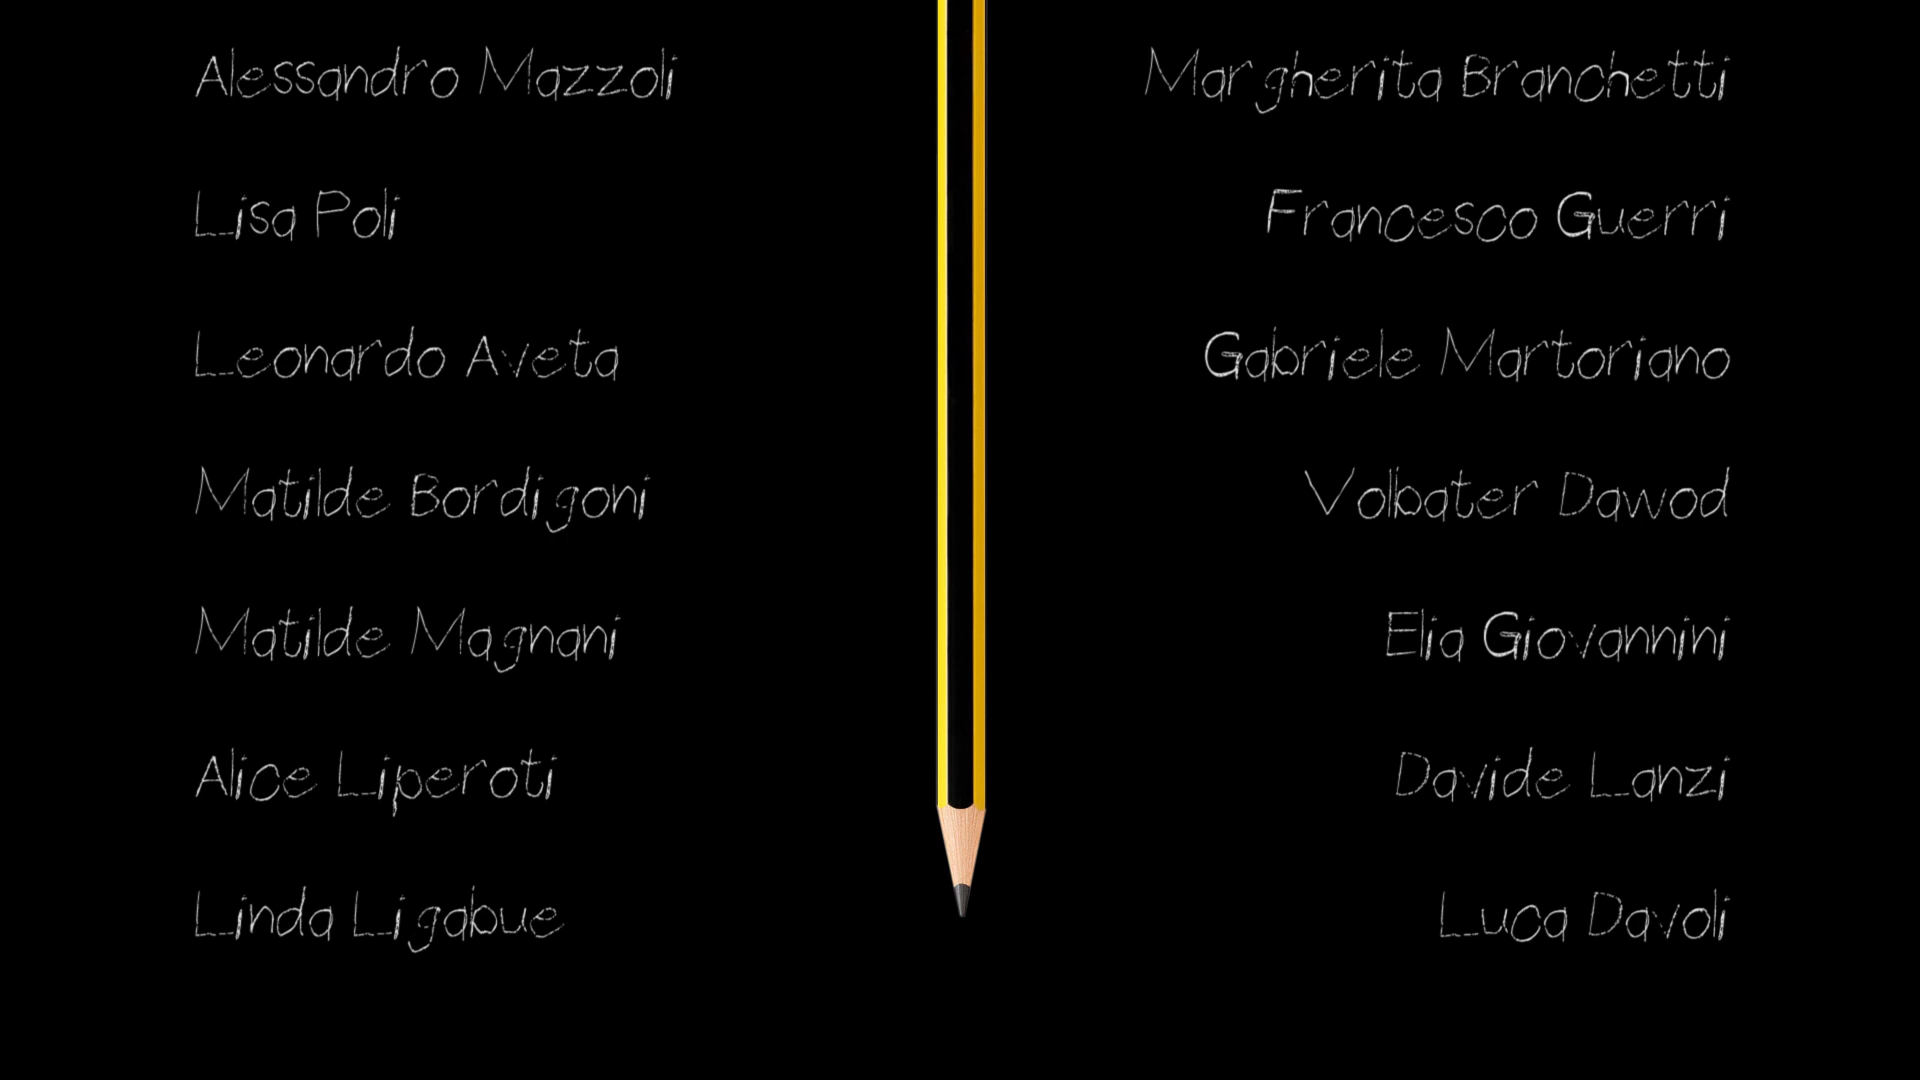 Alessandro Mazzoli
Lisa Poli
Leonardo Aveta
Matilde Bordigoni
Matilde Magnani
Alice Liperoti
Linda Ligabue
Margherita Branchetti
Francesco Guerri
Gabriele Martoriano
Volbater Dawod
Elia Giovannini
Davide Lanzi
Luca Davoli